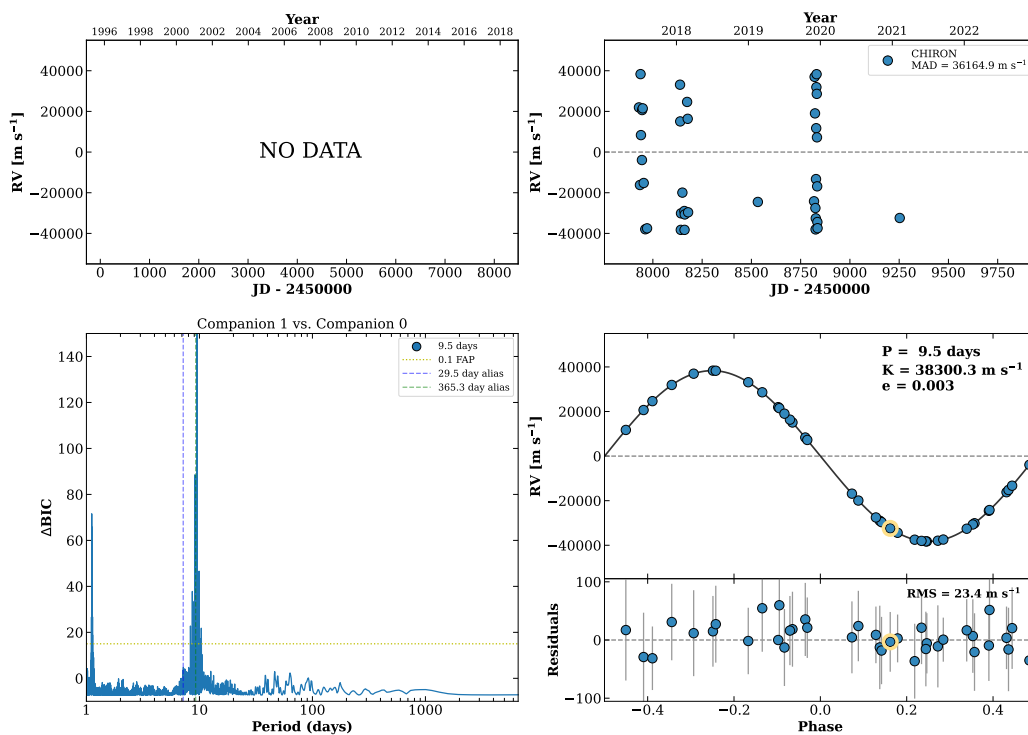 Year
1996 1998 2000 2001 2002 2005 2006 2009 2010 2012 2014 2016 2018
40000
20000
0
−20000
−40000
RV [m s⁻¹]
NO DATA
0 1000 2000 3000 4000 5000 6000 7000 8000
JD - 2450000
Year
2018 2019 2020 2021 2022
CHIRON
MAD = 36164.9 m s⁻¹
40000
20000
0
−20000
−40000
RV [m s⁻¹]
8000 8250 8500 8750 9000 9250 9500 9750
JD - 2450000
Companion 1 vs. Companion 0
9.5 days
0.1 FAP
29.5 day alias
365.3 day alias
140
120
100
80
60
40
20
0
ΔBIC
1 10 100 1000
Period (days)
P = 9.5 days
K = 38300.3 m s⁻¹
e = 0.003
40000
20000
0
−20000
−40000
RV [m s⁻¹]
RMS = 23.4 m s⁻¹
100
0
−100
Residuals
−0.4 −0.2 0.0 0.2 0.4
Phase